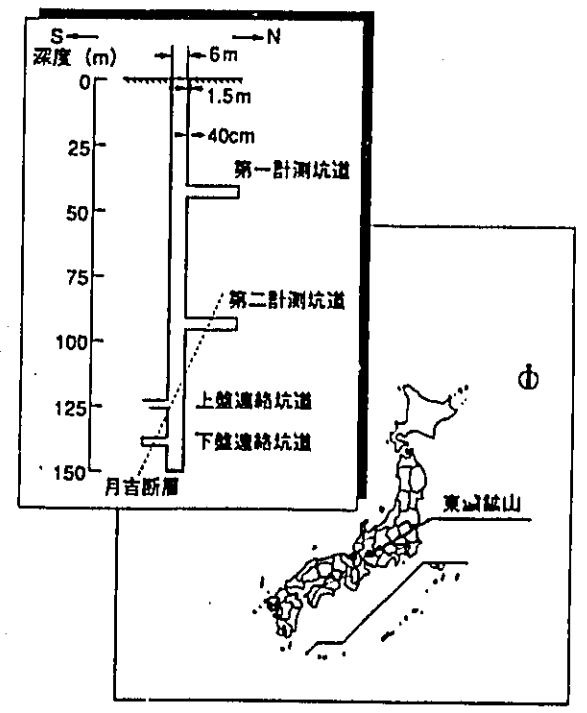 S N
深度 (m)
6m
0
1.5m
25
40cm
第一計測坑道
50
75
第二計測坑道
100
125
上盤連絡坑道
下盤連絡坑道
150
月吉断層
東濃鉱山